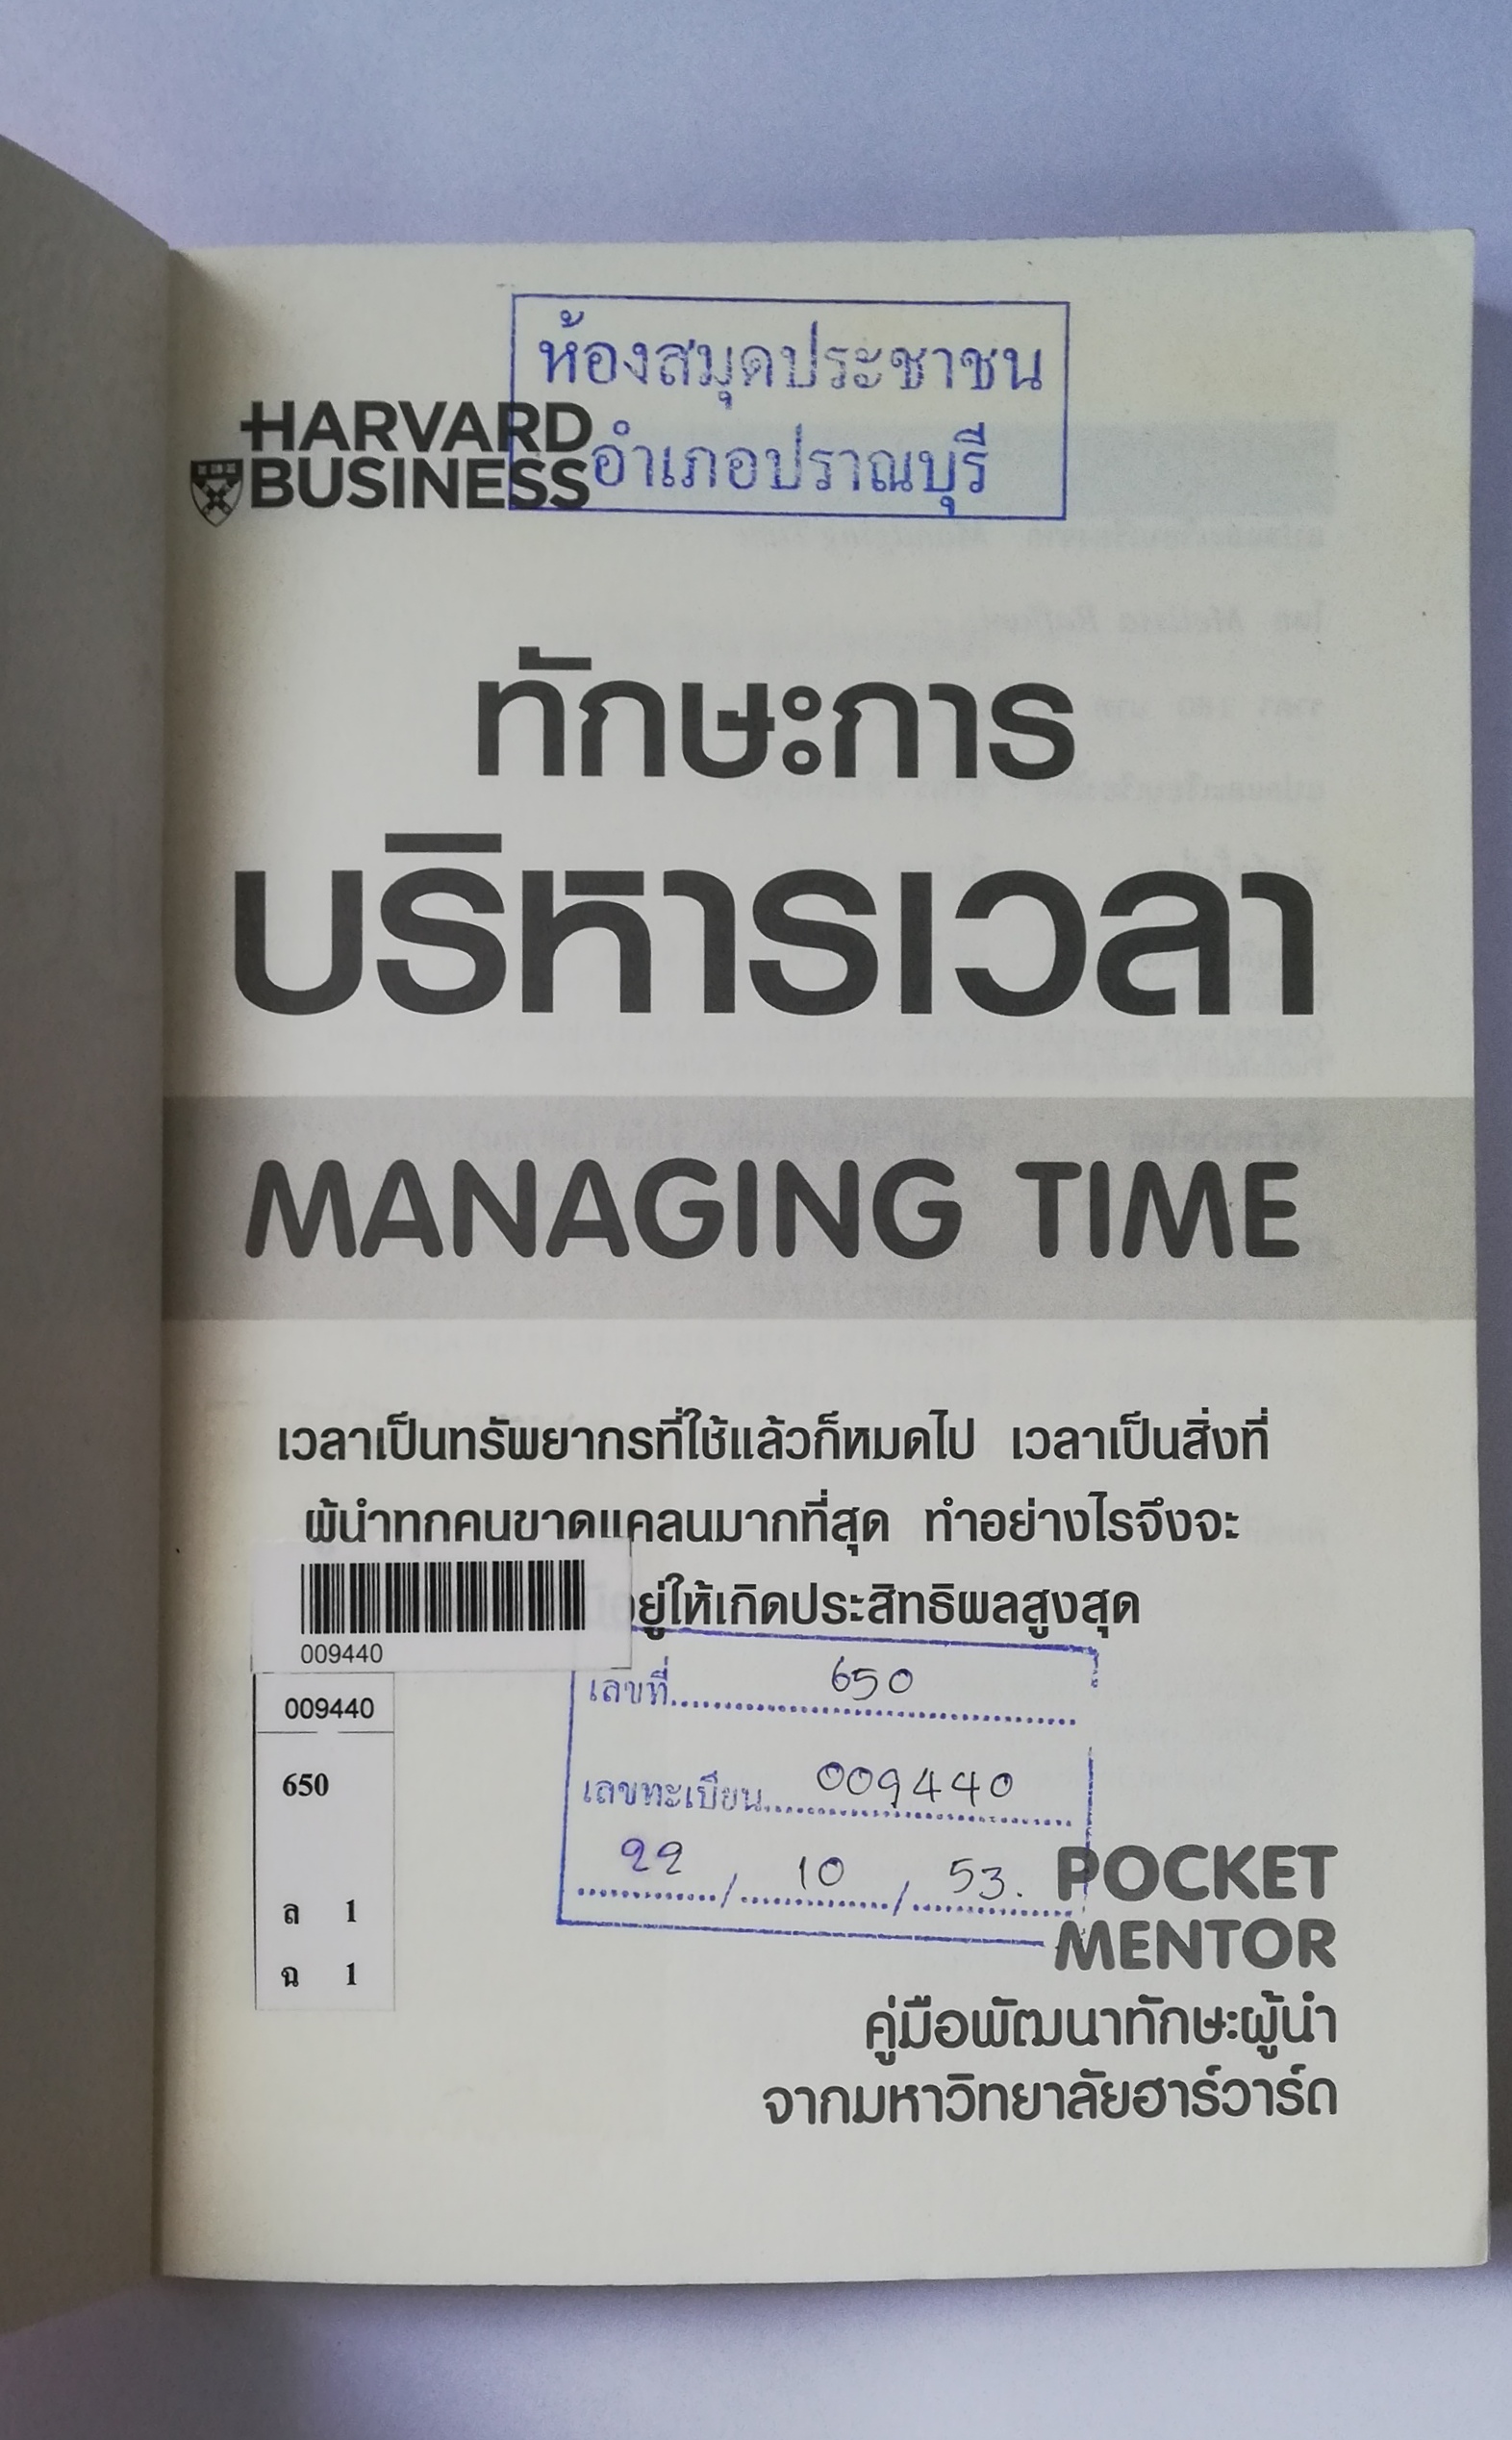 ห้องสมุดประชาชน
อำเภอปราณบุรี
HARVARD
BUSINESS
ทักษะการ
บริหารเวลา
MANAGING TIME
เวลาเป็นทรัพยากรที่ใช้แล้วก็หมดไป เวลาเป็นสิ่งที่
ผู้นำทุกคนขาดแคลนมากที่สุด ทำอย่างไรจึงจะ
อยู่ให้เกิดประสิทธิผลสูงสุด
009440
009440
650
ล 1
ฉ 1
เลขที่ 650
เลขทะเบียน 009440
22 / 10 / 53.
POCKET
MENTOR
คู่มือพัฒนาทักษะผู้นำ
จากมหาวิทยาลัยฮาร์วาร์ด